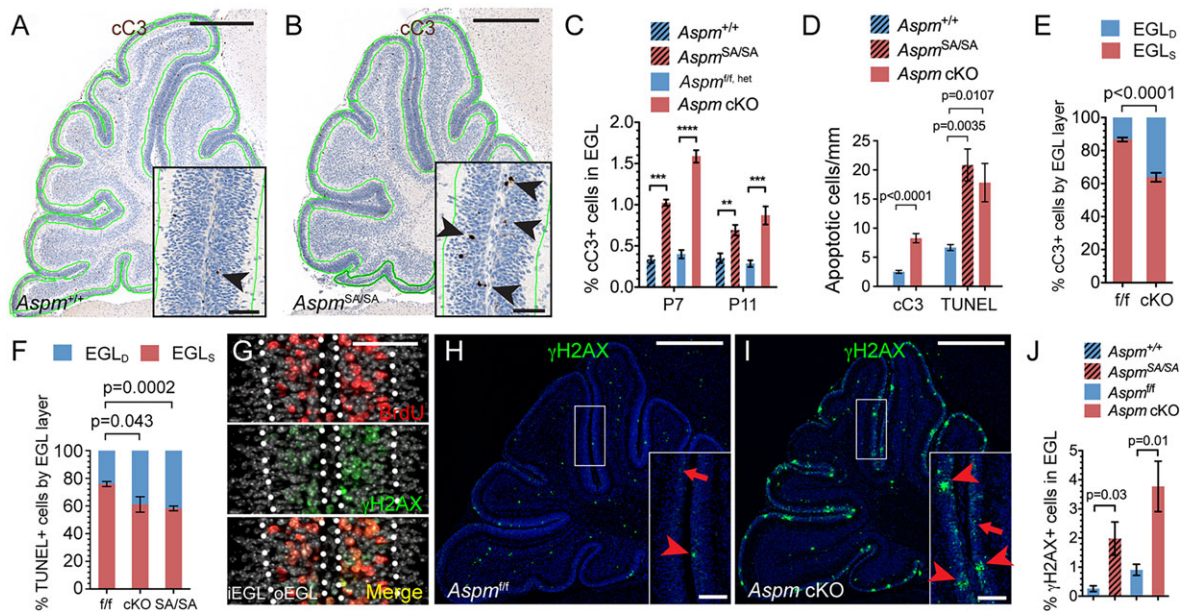 A
cC3
Aspm+/+
B
cC3
AspmSA/SA
C
Aspm+/+
AspmSA/SA
Aspmf/f, het
Aspm cKO
% cC3+ cells in EGL
2.0
1.5
1.0
0.5
0.0
***
****
**
***
P7
P11
D
Aspm+/+
AspmSA/SA
Aspm cKO
p=0.0107
p=0.0035
p<0.0001
Apoptotic cells/mm
30
25
20
15
10
5
0
cC3
TUNEL
E
EGLD
EGLS
p<0.0001
% cC3+ cells by EGL layer
100
80
60
40
20
0
f/f
cKO
F
EGLD
EGLS
p=0.0002
p=0.043
% TUNEL+ cells by EGL layer
100
80
60
40
20
0
f/f
cKO
SA/SA
G
BrdU
γH2AX
iEGL
oEGL
Merge
H
γH2AX
Aspmf/f
I
γH2AX
Aspm cKO
J
Aspm+/+
AspmSA/SA
Aspmf/f
Aspm cKO
p=0.01
p=0.03
% γH2AX+ cells in EGL
5
4
3
2
1
0